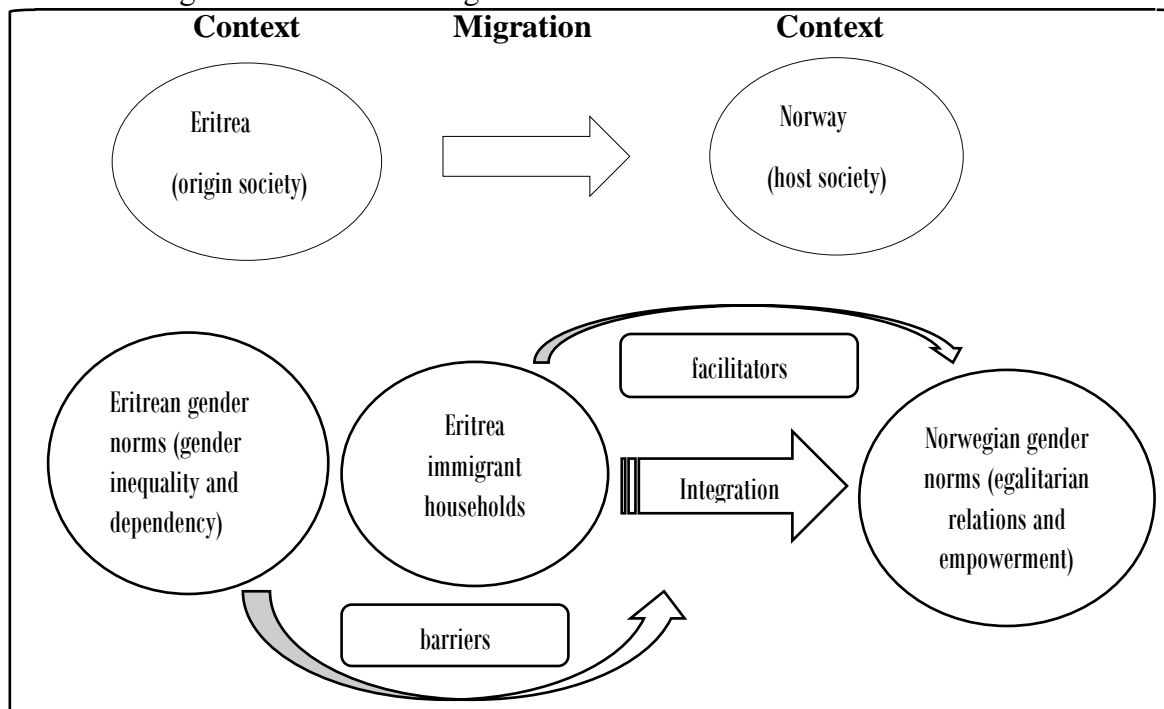 Context Migration Context
Eritrea
(origin society)
Norway
(host society)
facilitators
Eritrean gender
norms (gender
inequality and
dependency)
Eritrea
immigrant
households
Integration
Norwegian gender
norms (egalitarian
relations and
empowerment)
barriers